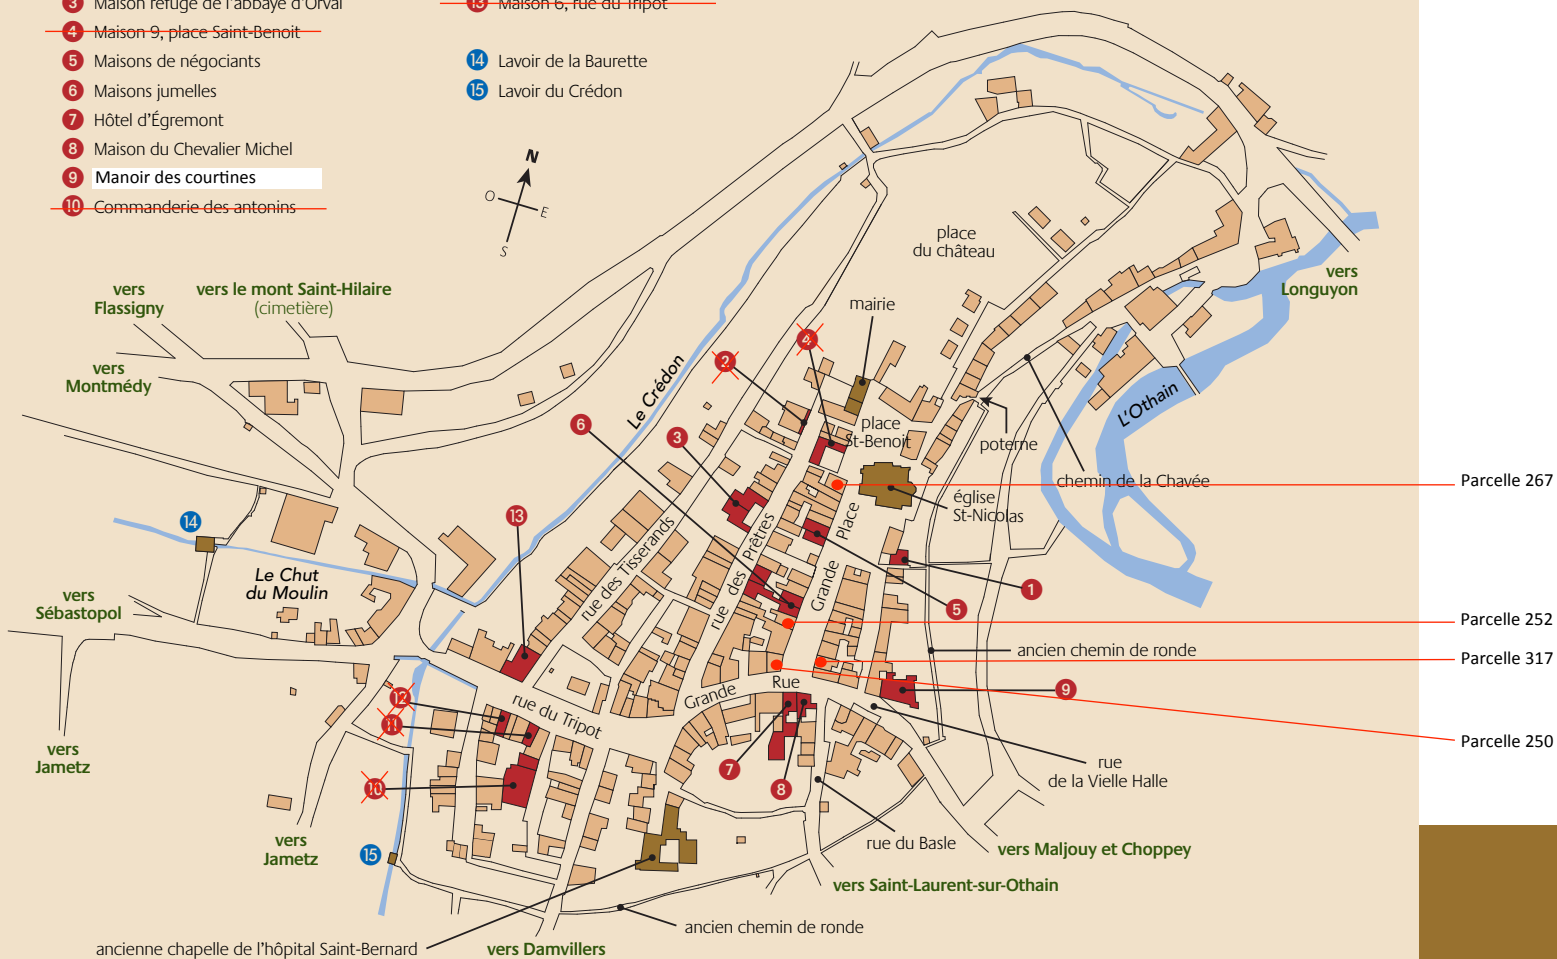 3 Maison refuge de l'abbaye d'Orval
4 Maison 9, place Saint-Benoit
5 Maisons de négociants
6 Maisons jumelles
7 Hôtel d'Égremont
8 Maison du Chevalier Michel
9 Manoir des courtines
10 Commanderie des antonins
13 Maison 6, rue du Tripot
14 Lavoir de la Baurette
15 Lavoir du Crédon
N
O
E
S
place
du château
vers
Longuyon
vers
Flassigny
vers le mont Saint-Hilaire
(cimetière)
vers
Montmédy
mairie
4
2
Le Crédon
6
3
place
St-Benoit
poterne
L'Othain
chemin de la Chavée
Parcelle 267
église
St-Nicolas
13
14
rue des Tisserands
rue des Prêtres
Grande Place
Le Chut
du Moulin
vers
Sébastopol
1
5
Parcelle 252
ancien chemin de ronde
Parcelle 317
9
Grande Rue
12
11
rue du Tripot
vers
Jametz
7
8
rue
de la Vielle Halle
Parcelle 250
10
vers
Jametz
15
rue du Basle
vers Maljouy et Choppey
vers Saint-Laurent-sur-Othain
ancien chemin de ronde
ancienne chapelle de l'hôpital Saint-Bernard
vers Damvillers